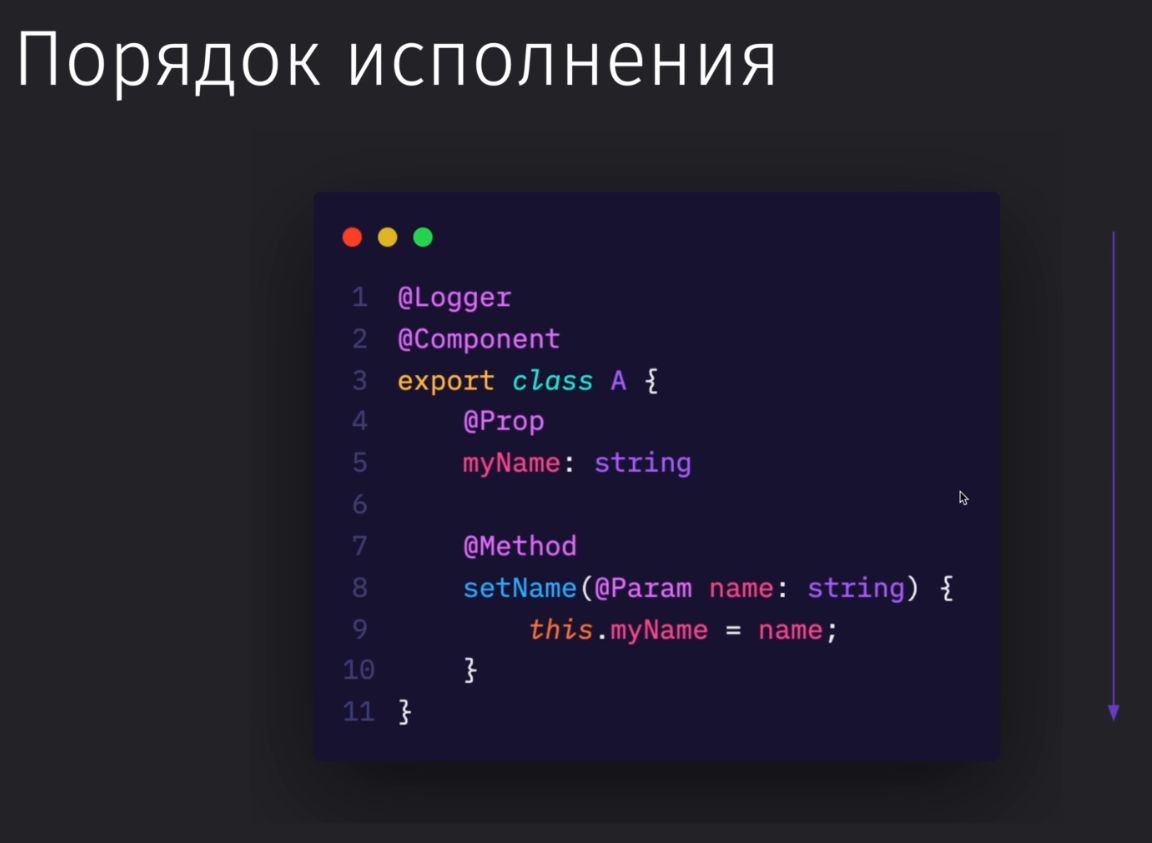 Порядок исполнения
1 @Logger
2 @Component
3 export class A {
4 @Prop
5 myName: string
6
7 @Method
8 setName(@Param name: string) {
9 this.myName = name;
10 }
11 }